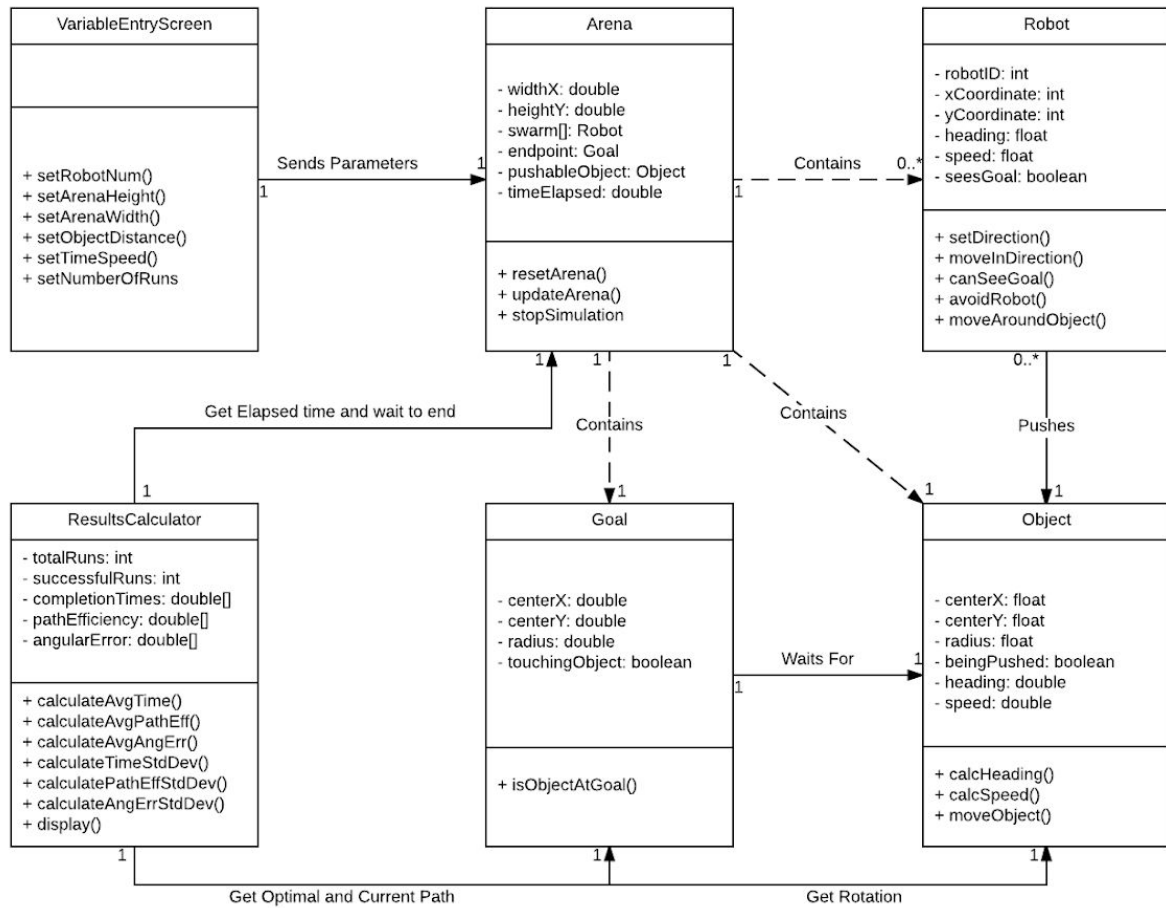 VariableEntryScreen
+ setRobotNum()
+ setArenaHeight()
+ setArenaWidth()
+ setObjectDistance()
+ setTimeSpeed()
+ setNumberOfRuns
Sends Parameters
1
1
Arena
- widthX: double
- heightY: double
- swarm[]: Robot
- endpoint: Goal
- pushableObject: Object
- timeElapsed: double
+ resetArena()
+ updateArena()
+ stopSimulation
Contains
1
0..*
Robot
- robotID: int
- xCoordinate: int
- yCoordinate: int
- heading: float
- speed: float
- seesGoal: boolean
+ setDirection()
+ moveInDirection()
+ canSeeGoal()
+ avoidRobot()
+ moveAroundObject()
1
1
1
0..*
Get Elapsed time and wait to end
Contains
Contains
Pushes
1
1
1
1
ResultsCalculator
- totalRuns: int
- successfulRuns: int
- completionTimes: double[]
- pathEfficiency: double[]
- angularError: double[]
+ calculateAvgTime()
+ calculateAvgPathEff()
+ calculateAvgAngErr()
+ calculateTimeStdDev()
+ calculatePathEffStdDev()
+ calculateAngErrStdDev()
+ display()
Goal
- centerX: double
- centerY: double
- radius: double
- touchingObject: boolean
+ isObjectAtGoal()
Waits For
1
1
Object
- centerX: float
- centerY: float
- radius: float
- beingPushed: boolean
- heading: double
- speed: double
+ calcHeading()
+ calcSpeed()
+ moveObject()
1
1
1
Get Optimal and Current Path
Get Rotation